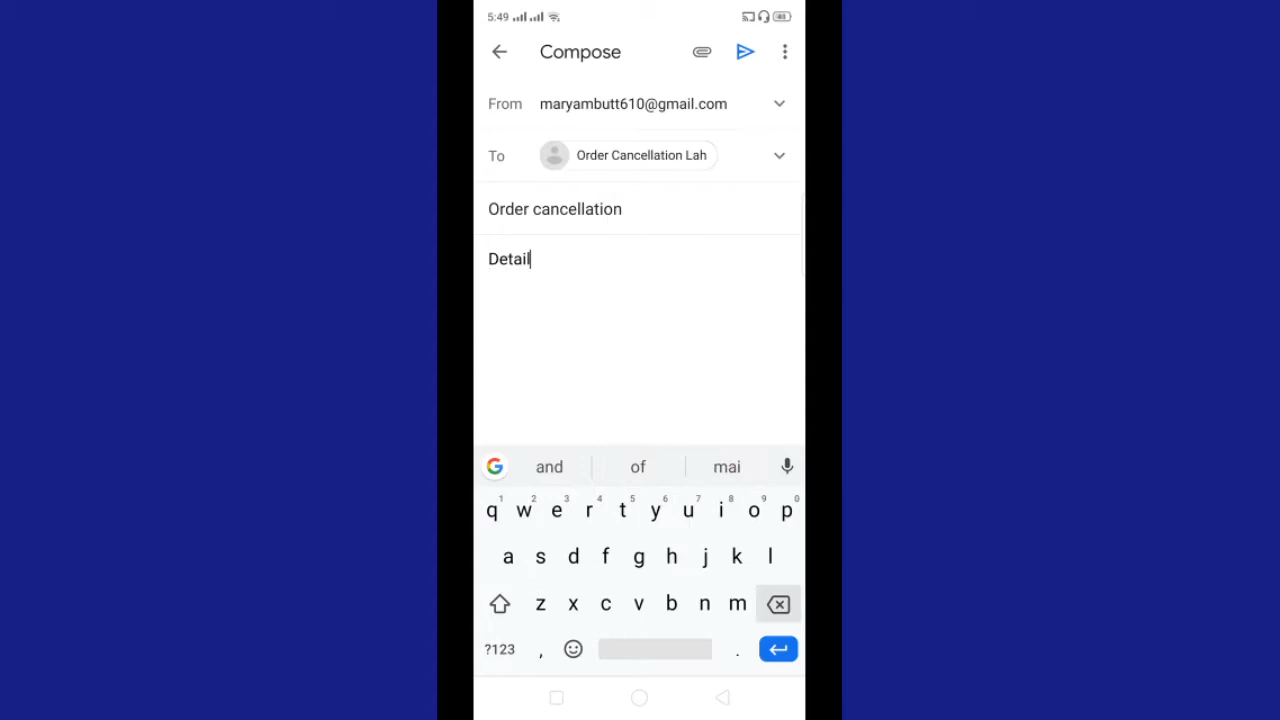 5:49
Compose
From maryambutt610@gmail.com
To Order Cancellation Lah
Order cancellation
Detail
G and of mai
1 2 3 4 5 6 7 8 9 0
q w e r t y u i o p
a s d f g h j k l
z x c v b n m
?123 , .